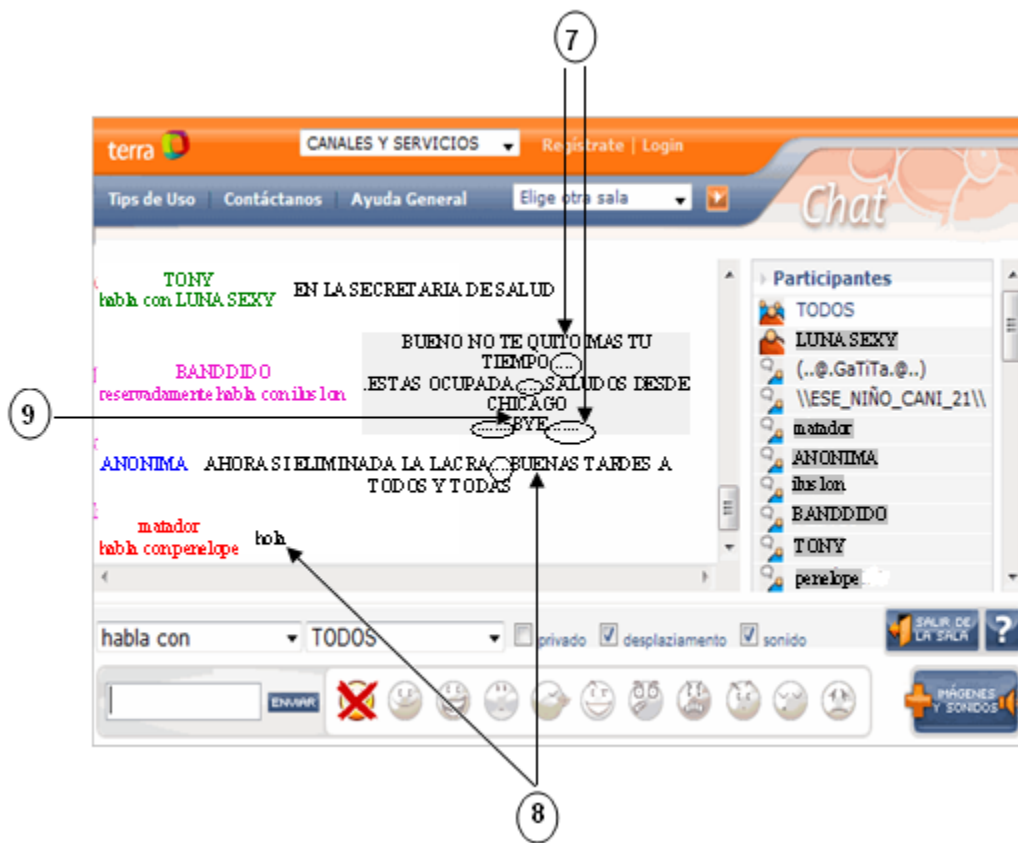 7
terra
CANALES Y SERVICIOS
Regístrate | Login
Tips de Uso
Contáctanos
Ayuda General
Elige otra sala
Chat
TONY
habla con LUNA SEXY
EN LA SECRETARIA DE SALUD
BANDDIDO
reservadamente habla con ilus lon
BUENO NO TE QUITO MAS TU
TIEMPO ....
.ESTAS OCUPADA ... SALUDOS DESDE
CHICAGO
.......BYE.......
9
ANONIMA
AHORA SI ELIMINADA LA LACRA...BUENAS TARDES A
TODOS Y TODAS
matador
habla conpenelope
hola
Participantes
TODOS
LUNA SEXY
(..@.GaTiTa.@..)
\\ESE_NIÑO_CANI_21\\
matador
ANONIMA
ilus lon
BANDDIDO
TONY
penelope
habla con
TODOS
privado
desplaziamento
sonido
SALIR DE
LA SALA
?
ENVIAR
IMÁGENES
Y SONIDOS
8